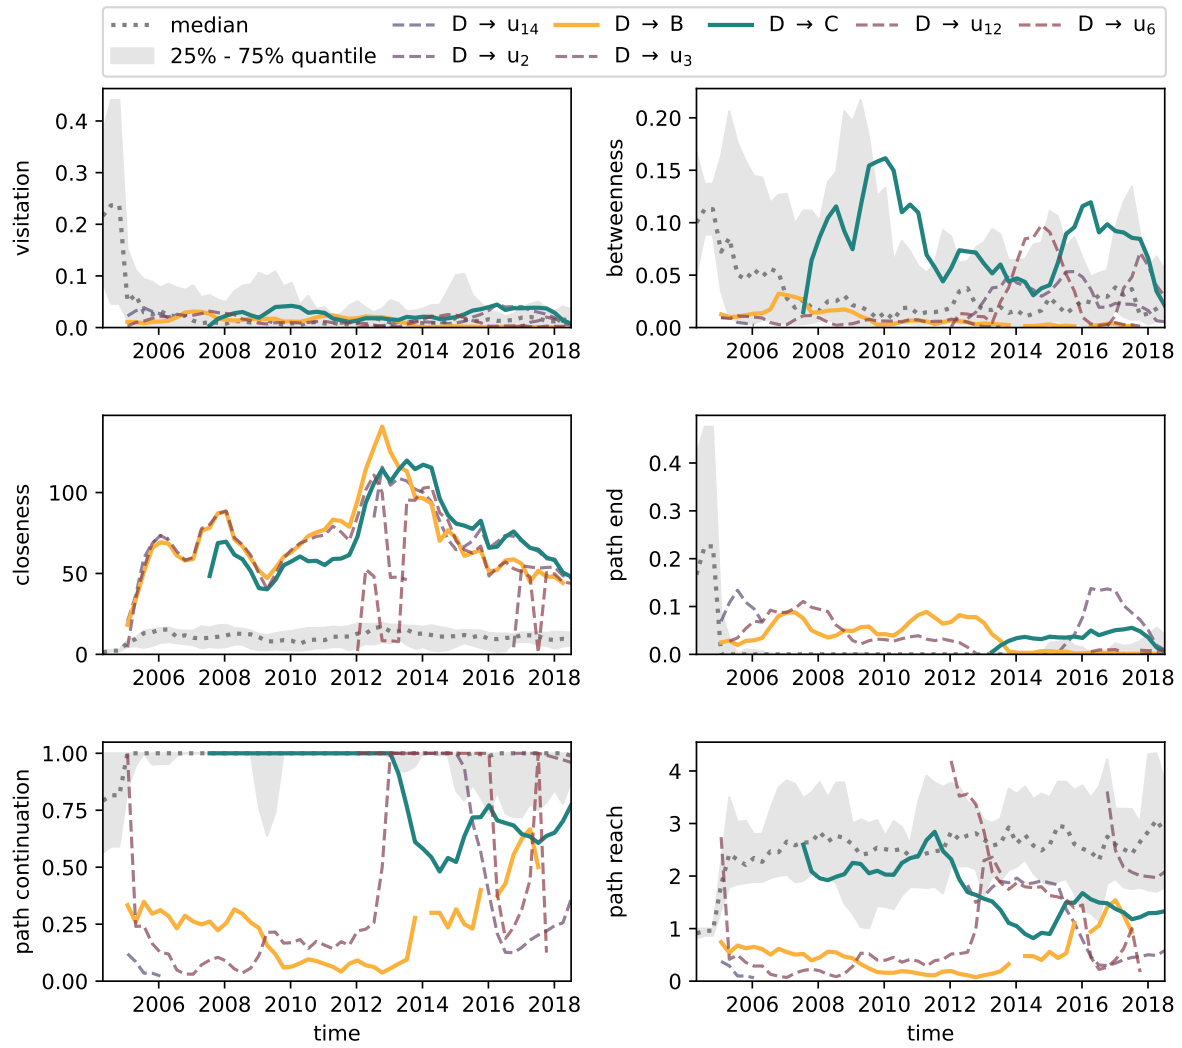 median D → u₁₄ D → B D → C D → u₁₂ D → u₆
25% - 75% quantile D → u₂ D → u₃
visitation
0.4
0.3
0.2
0.1
0.0
2006 2008 2010 2012 2014 2016 2018
betweenness
0.20
0.15
0.10
0.05
0.00
2006 2008 2010 2012 2014 2016 2018
closeness
100
50
0
2006 2008 2010 2012 2014 2016 2018
path end
0.4
0.3
0.2
0.1
0.0
2006 2008 2010 2012 2014 2016 2018
path continuation
1.00
0.75
0.50
0.25
0.00
2006 2008 2010 2012 2014 2016 2018
time
path reach
4
3
2
1
0
2006 2008 2010 2012 2014 2016 2018
time